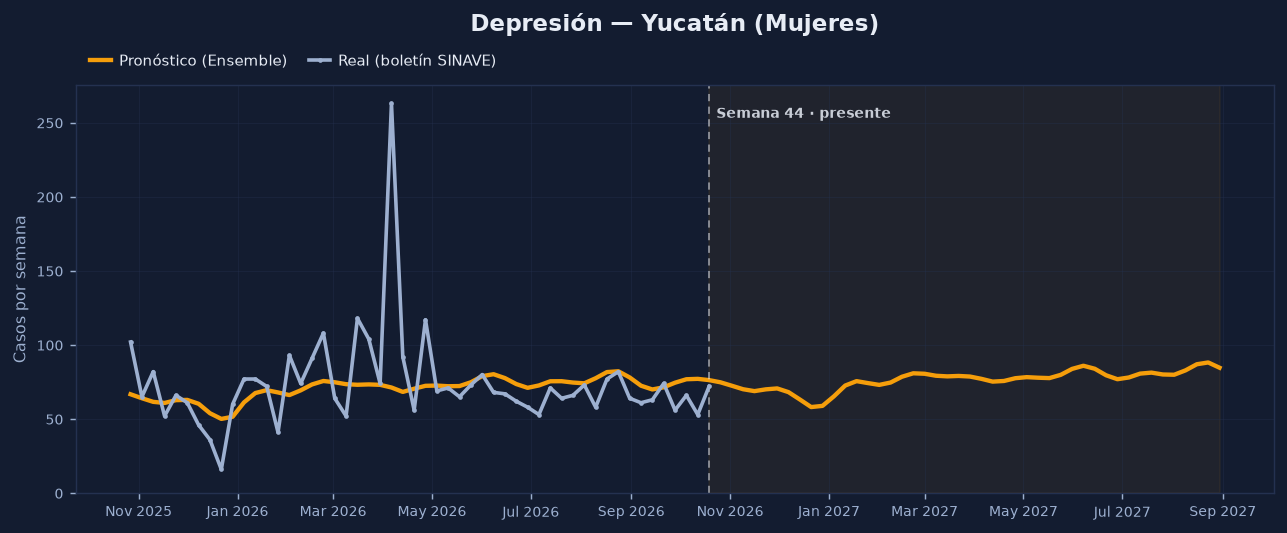 Depresión — Yucatán (Mujeres)
Pronóstico (Ensemble)
Real (boletín SINAVE)
Semana 44 · presente
Casos por semana
250
200
150
100
50
0
Nov 2025
Jan 2026
Mar 2026
May 2026
Jul 2026
Sep 2026
Nov 2026
Jan 2027
Mar 2027
May 2027
Jul 2027
Sep 2027